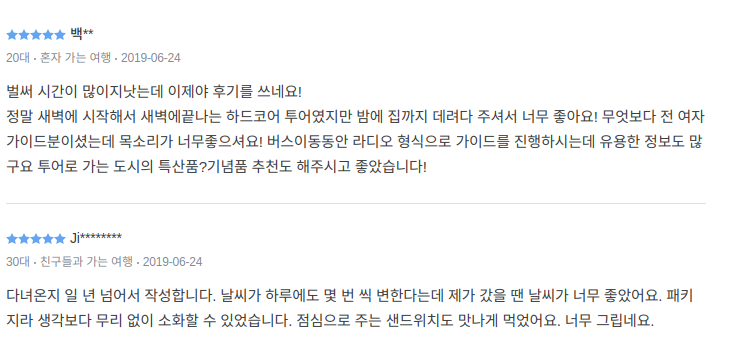 ★★★★★ 백**
20대 · 혼자 가는 여행 · 2019-06-24
벌써 시간이 많이지낫는데 이제야 후기를 쓰네요!
정말 새벽에 시작해서 새벽에끝나는 하드코어 투어였지만 밤에 집까지 데려다 주셔서 너무 좋아요! 무엇보다 전 여자
가이드분이셨는데 목소리가 너무좋으셔요! 버스이동동안 라디오 형식으로 가이드를 진행하시는데 유용한 정보도 많
구요 투어로 가는 도시의 특산품?기념품 추천도 해주시고 좋았습니다!
★★★★★ Ji********
30대 · 친구들과 가는 여행 · 2019-06-24
다녀온지 일 년 넘어서 작성합니다. 날씨가 하루에도 몇 번 씩 변한다는데 제가 갔을 땐 날씨가 너무 좋았어요. 패키
지라 생각보다 무리 없이 소화할 수 있었습니다. 점심으로 주는 샌드위치도 맛나게 먹었어요. 너무 그립네요.